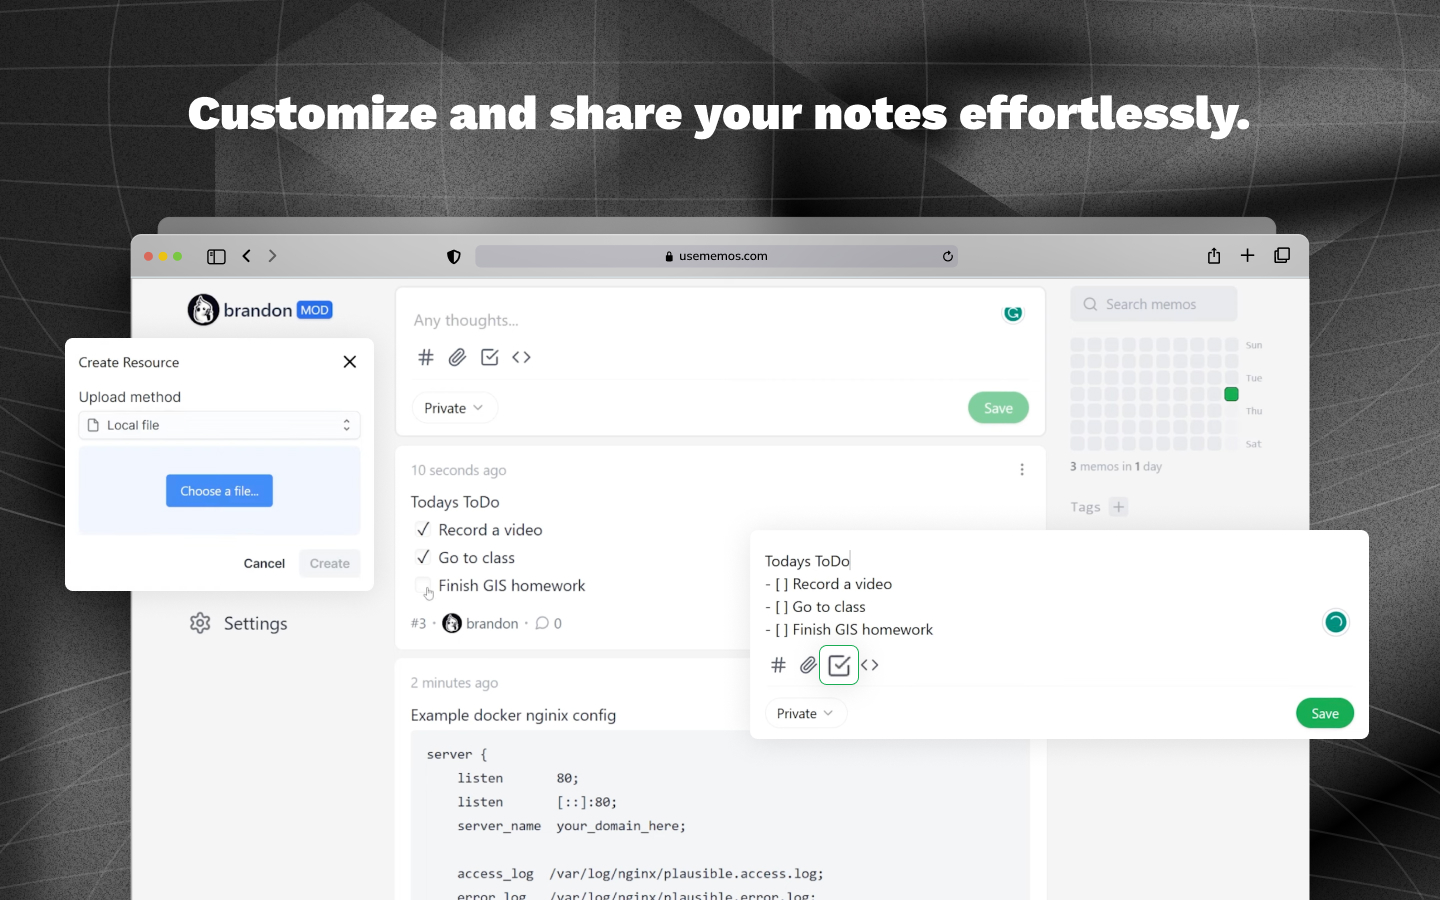 Customize and share your notes effortlessly.
usememos.com
brandon MOD
Create Resource
Upload method
Local file
Choose a file...
Cancel
Create
Settings
Any thoughts...
Private
Save
10 seconds ago
Todays ToDo
Record a video
Go to class
Finish GIS homework
#3 · brandon · 0
2 minutes ago
Example docker nginix config
server {
listen 80;
listen [::]:80;
server_name your_domain_here;
access_log /var/log/nginx/plausible.access.log;
error_log /var/log/nginx/plausible.error.log;
Search memos
Sun
Tue
Thu
Sat
3 memos in 1 day
Tags +
Todays ToDo
- [ ] Record a video
- [ ] Go to class
- [ ] Finish GIS homework
Private
Save